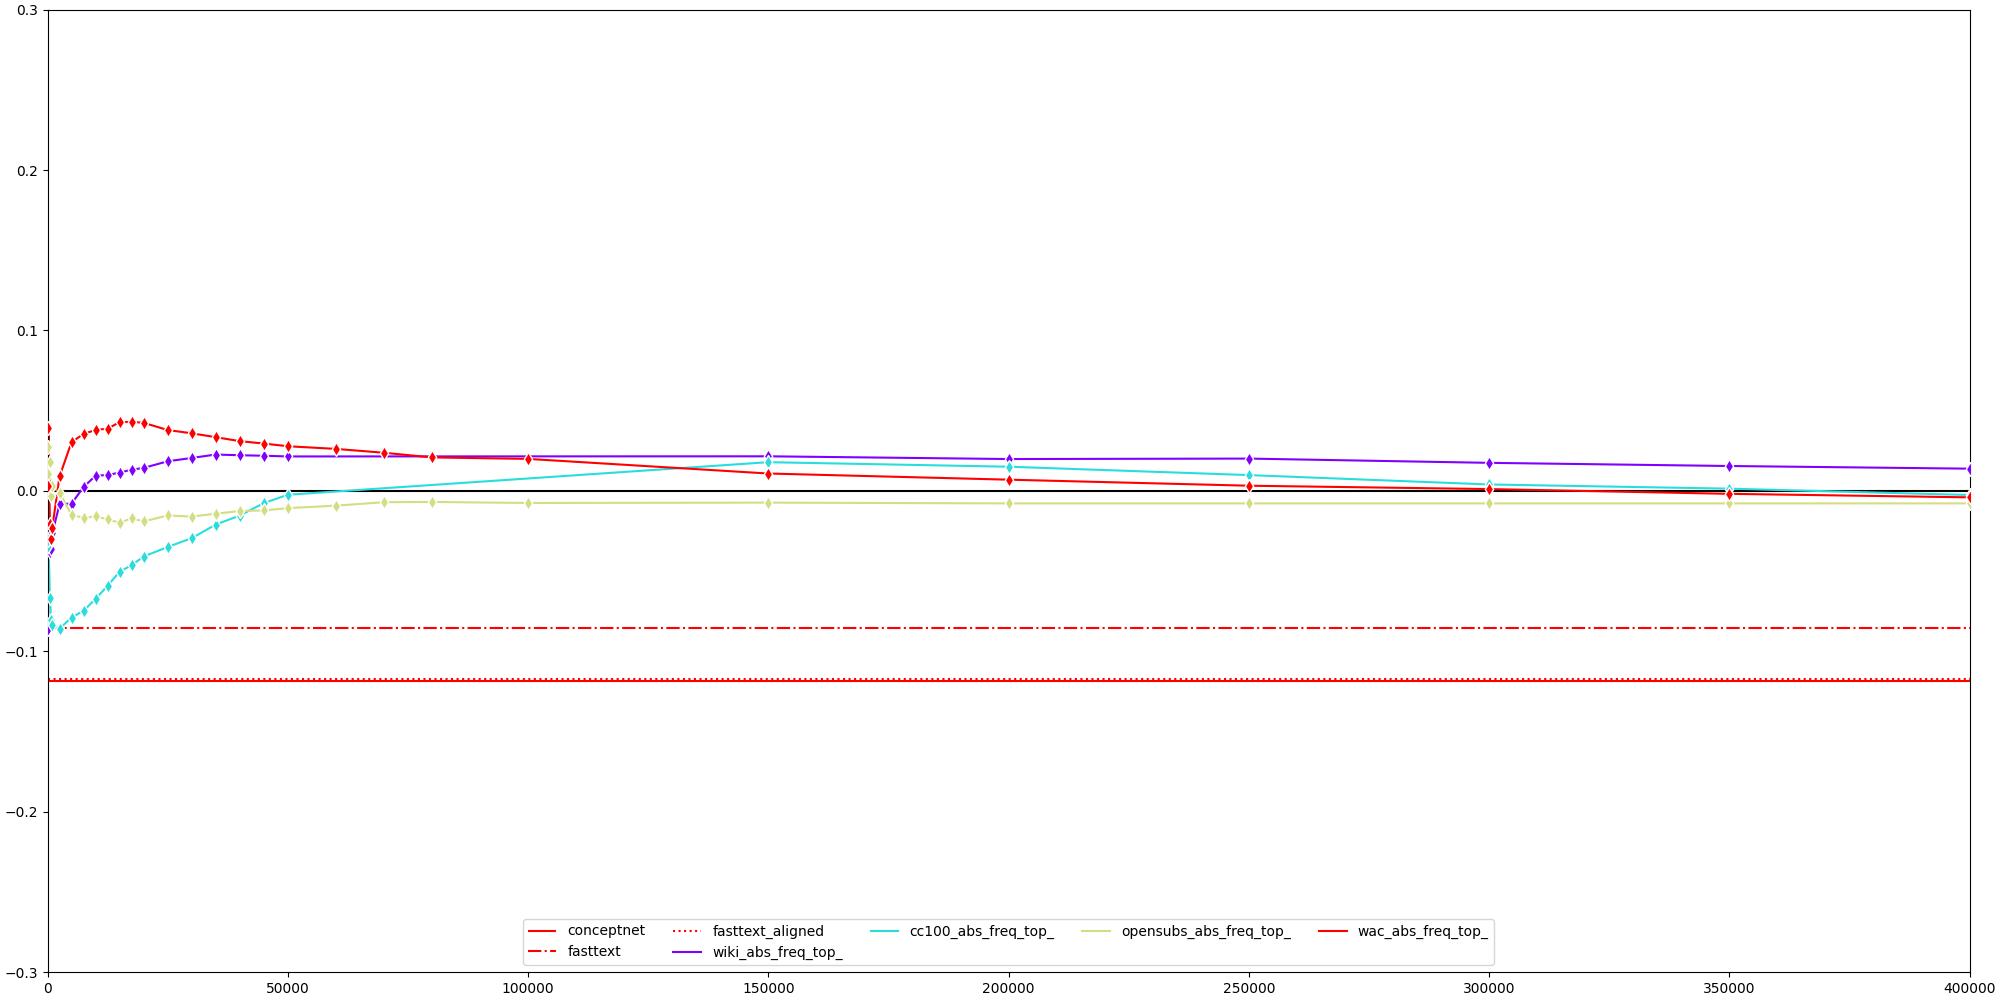 0.3
0.2
0.1
0.0
−0.1
−0.2
−0.3
0 50000 100000 150000 200000 250000 300000 350000 400000
conceptnet fasttext_aligned cc100_abs_freq_top_ opensubs_abs_freq_top_ wac_abs_freq_top_
fasttext wiki_abs_freq_top_